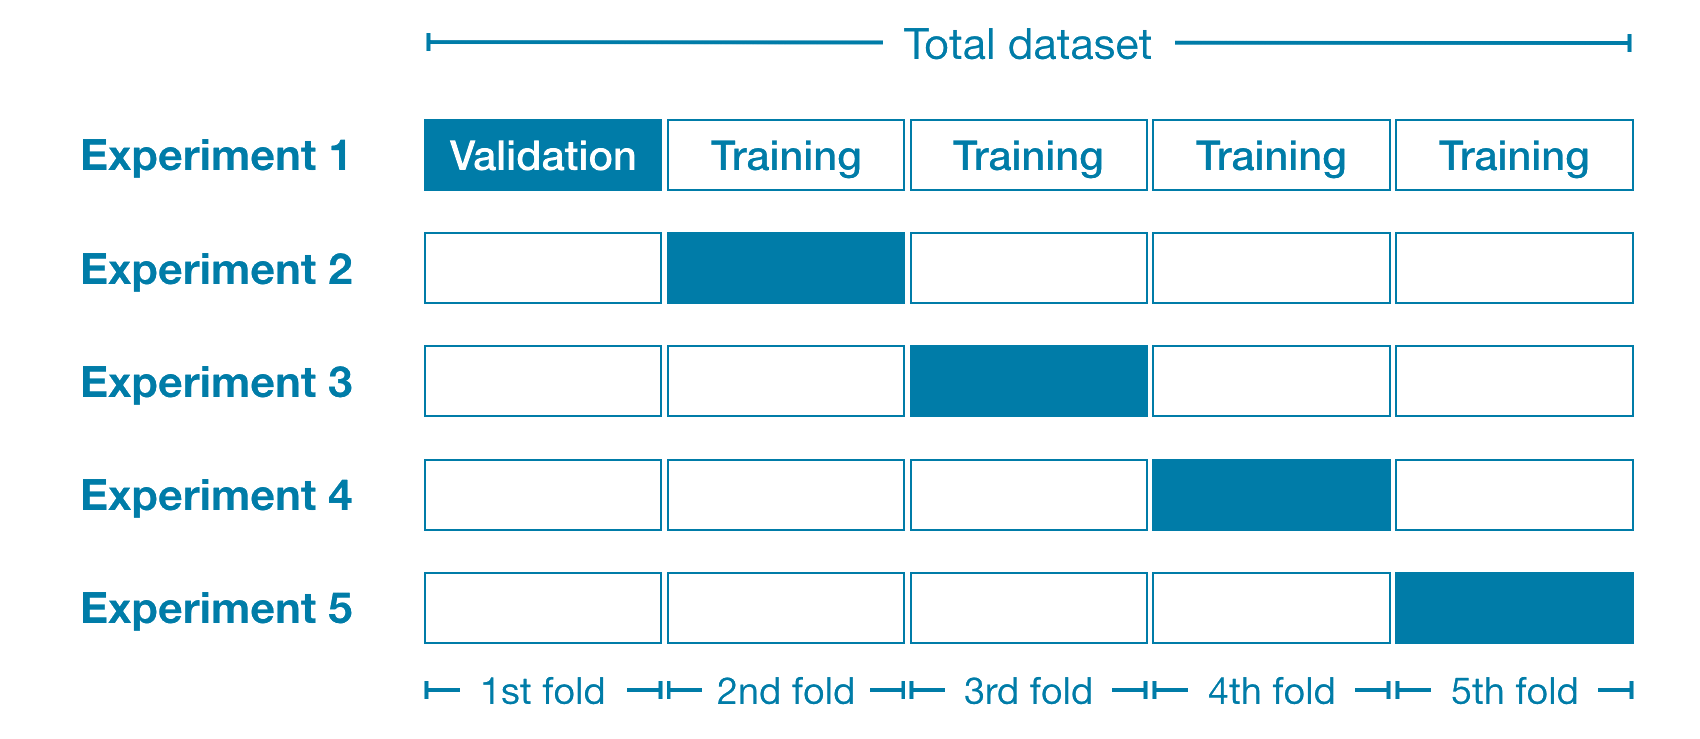 Total dataset
Experiment 1 Validation Training Training Training Training
Experiment 2
Experiment 3
Experiment 4
Experiment 5
1st fold 2nd fold 3rd fold 4th fold 5th fold